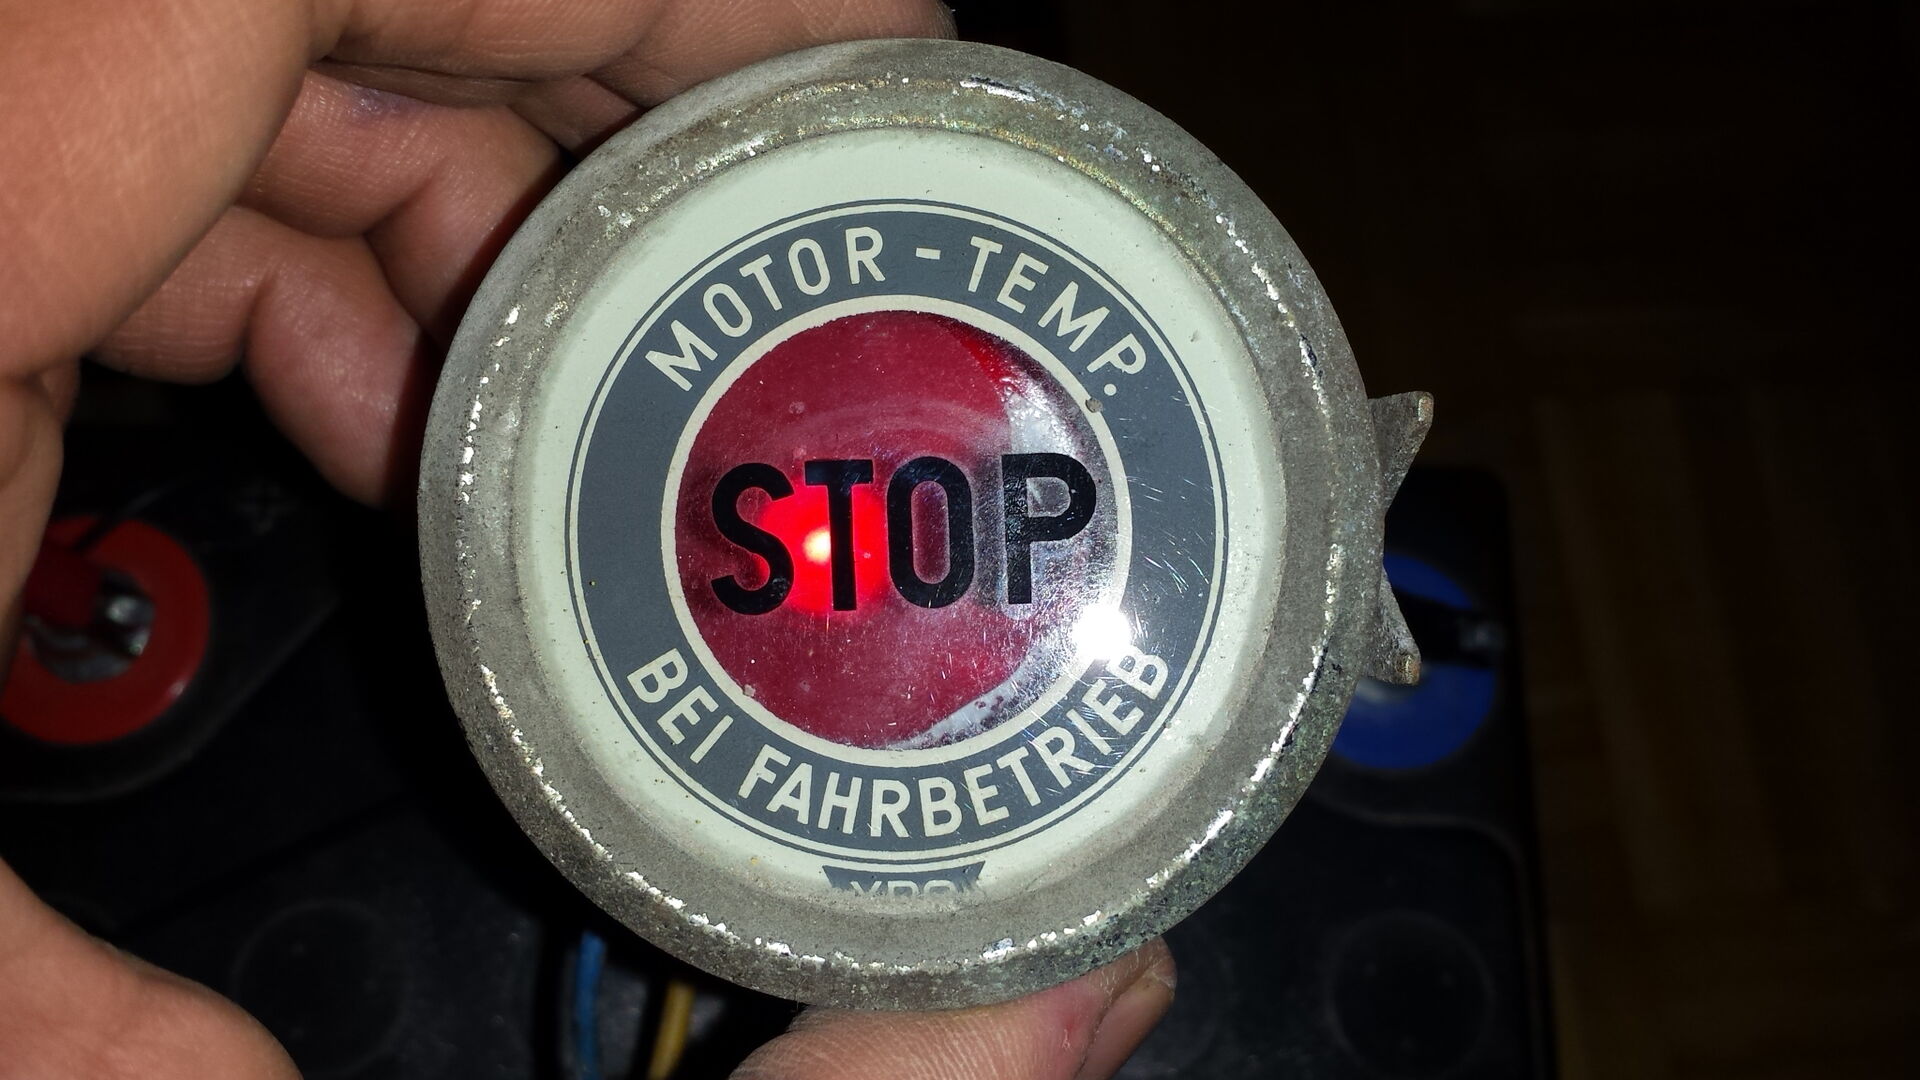 MOTOR-TEMP.
STOP
BEI FAHRBETRIEB